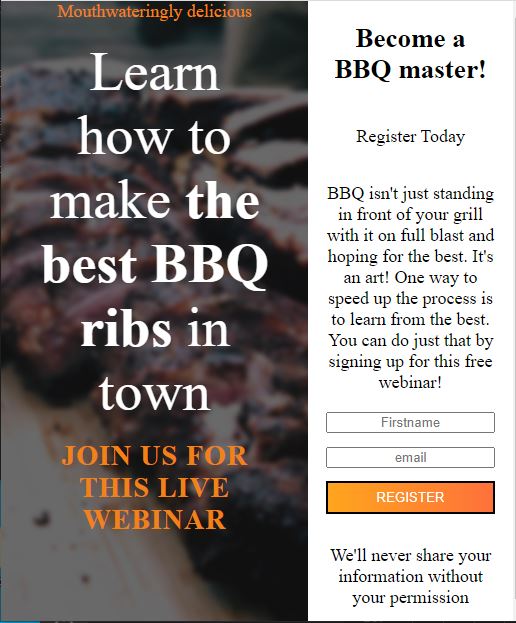 Mouthwateringly delicious
Learn
how to
make the
best BBQ
ribs in
town
JOIN US FOR
THIS LIVE
WEBINAR
Become a
BBQ master!
Register Today
BBQ isn't just standing
in front of your grill
with it on full blast and
hoping for the best. It's
an art! One way to
speed up the process is
to learn from the best.
You can do just that by
signing up for this free
webinar!
Firstname
email
REGISTER
We'll never share your
information without
your permission